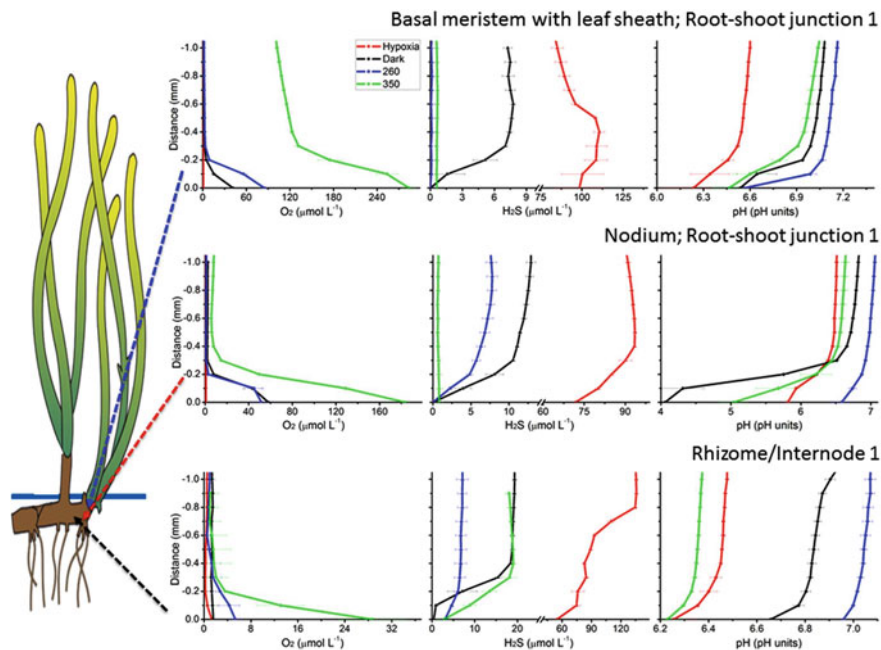 Basal meristem with leaf sheath; Root-shoot junction 1
Distance (mm)
-1.0
-0.8
-0.6
-0.4
-0.2
0.0
Hypoxia
Dark
260
350
0 60 120 180 240
O2 (μmol L-1)
0 3 6 9 75 100 125
H2S (μmol L-1)
6.6 6.9 7.2
pH (pH units)
Nodium; Root-shoot junction 1
Distance (mm)
-1.0
-0.8
-0.6
-0.4
-0.2
0.0
0 40 80 120 160 200
O2 (μmol L-1)
0 5 10 60 90
H2S (μmol L-1)
4 5 6 7
pH (pH units)
Rhizome/Internode 1
Distance (mm)
-1.0
-0.8
-0.6
-0.4
-0.2
0.0
0 8 16 24 32
O2 (μmol L-1)
0 10 20 60 90 120
H2S (μmol L-1)
6.2 6.4 6.6 6.8 7.0
pH (pH units)